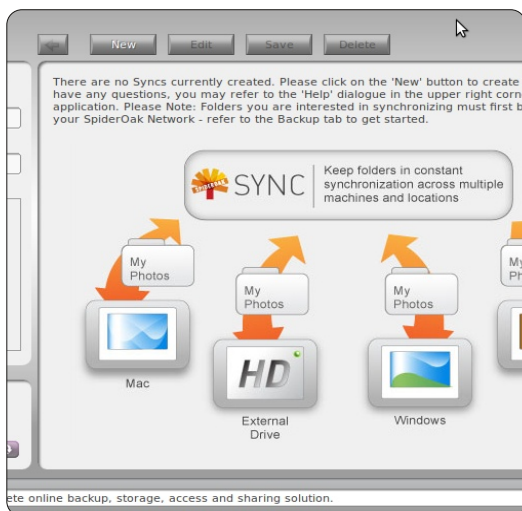 New Edit Save Delete
There are no Syncs currently created. Please click on the 'New' button to create
have any questions, you may refer to the 'Help' dialogue in the upper right corn
application. Please Note: Folders you are interested in synchronizing must first b
your SpiderOak Network - refer to the Backup tab to get started.
SPIDEROAK SYNC
Keep folders in constant
synchronization across multiple
machines and locations
My
Photos
My
Photos
My
Photos
My
Ph
HD
Mac
External
Drive
Windows
ete online backup, storage, access and sharing solution.